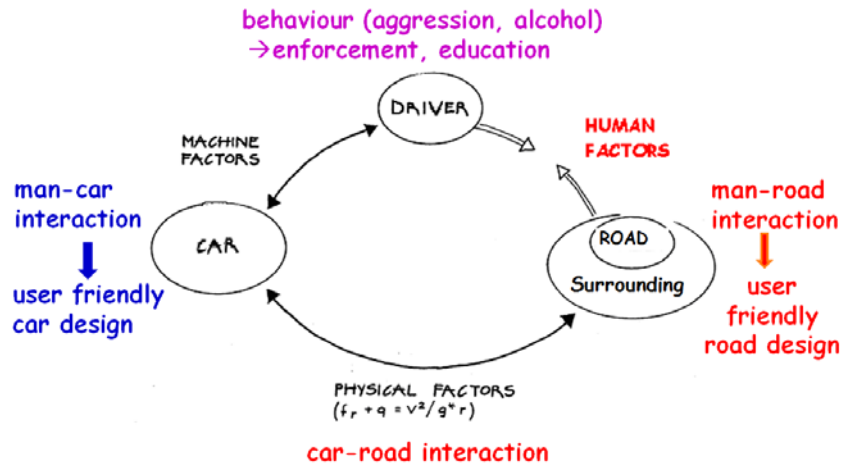 behaviour (aggression, alcohol)
→enforcement, education
DRIVER
MACHINE
FACTORS
HUMAN
FACTORS
man-car
interaction
user friendly
car design
CAR
ROAD
Surrounding
man-road
interaction
user
friendly
road design
PHYSICAL FACTORS
(fr + q = v²/g*r)
car-road interaction